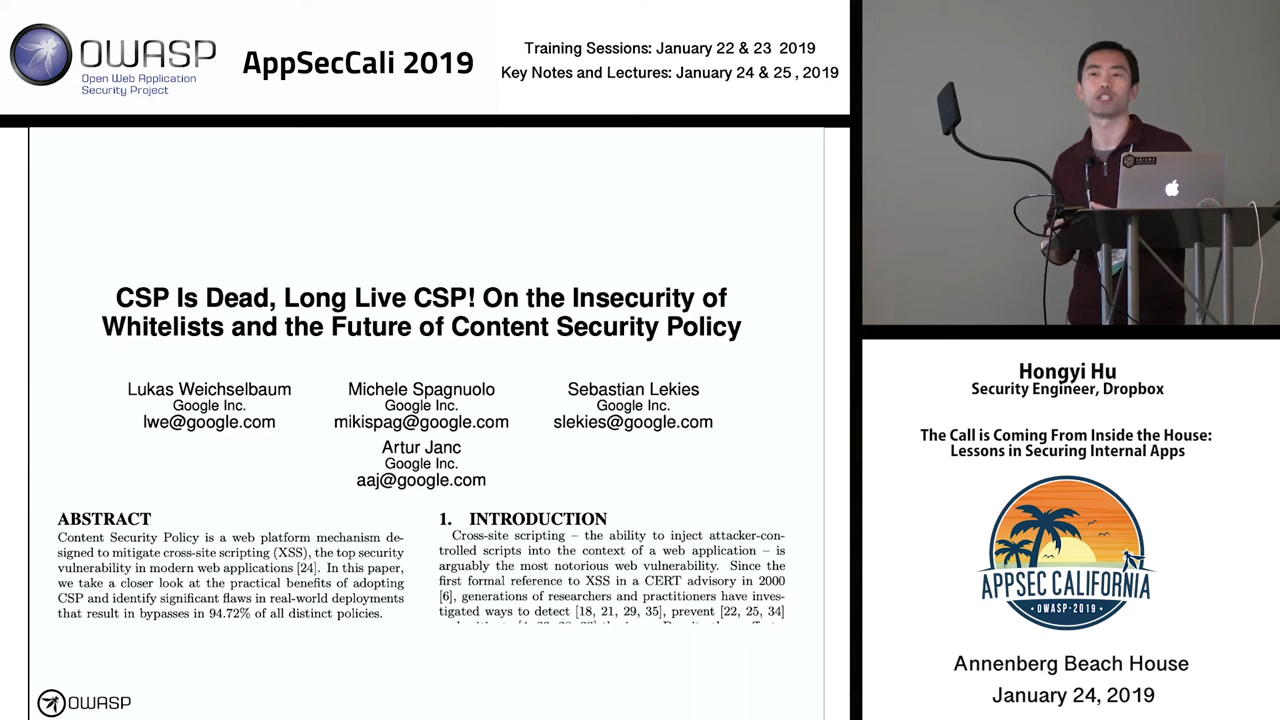 OWASP
Open Web Application
Security Project
AppSecCali 2019
Training Sessions: January 22 & 23 2019
Key Notes and Lectures: January 24 & 25 , 2019
CSP Is Dead, Long Live CSP! On the Insecurity of
Whitelists and the Future of Content Security Policy
Lukas Weichselbaum
Google Inc.
lwe@google.com
Michele Spagnuolo
Google Inc.
mikispag@google.com
Sebastian Lekies
Google Inc.
slekies@google.com
Artur Janc
Google Inc.
aaj@google.com
ABSTRACT
Content Security Policy is a web platform mechanism de-
signed to mitigate cross-site scripting (XSS), the top security
vulnerability in modern web applications [24]. In this paper,
we take a closer look at the practical benefits of adopting
CSP and identify significant flaws in real-world deployments
that result in bypasses in 94.72% of all distinct policies.
1. INTRODUCTION
Cross-site scripting – the ability to inject attacker-con-
trolled scripts into the context of a web application – is
arguably the most notorious web vulnerability. Since the
first formal reference to XSS in a CERT advisory in 2000
[6], generations of researchers and practitioners have inves-
tigated ways to detect [18, 21, 29, 35], prevent [22, 25, 34]
OWASP
ENIGMA
Hongyi Hu
Security Engineer, Dropbox
The Call is Coming From Inside the House:
Lessons in Securing Internal Apps
APPSEC CALIFORNIA
OWASP-2019
Annenberg Beach House
January 24, 2019